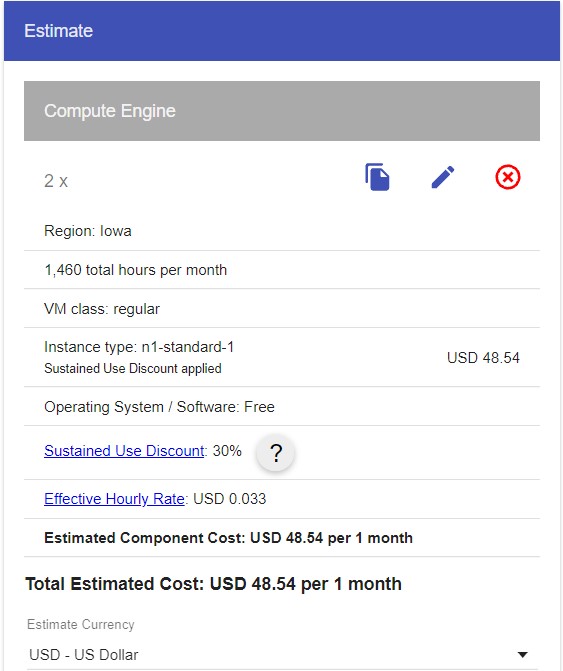 Estimate
Compute Engine
2 x
Region: Iowa
1,460 total hours per month
VM class: regular
Instance type: n1-standard-1
USD 48.54
Sustained Use Discount applied
Operating System / Software: Free
Sustained Use Discount: 30% ?
Effective Hourly Rate: USD 0.033
Estimated Component Cost: USD 48.54 per 1 month
Total Estimated Cost: USD 48.54 per 1 month
Estimate Currency
USD - US Dollar